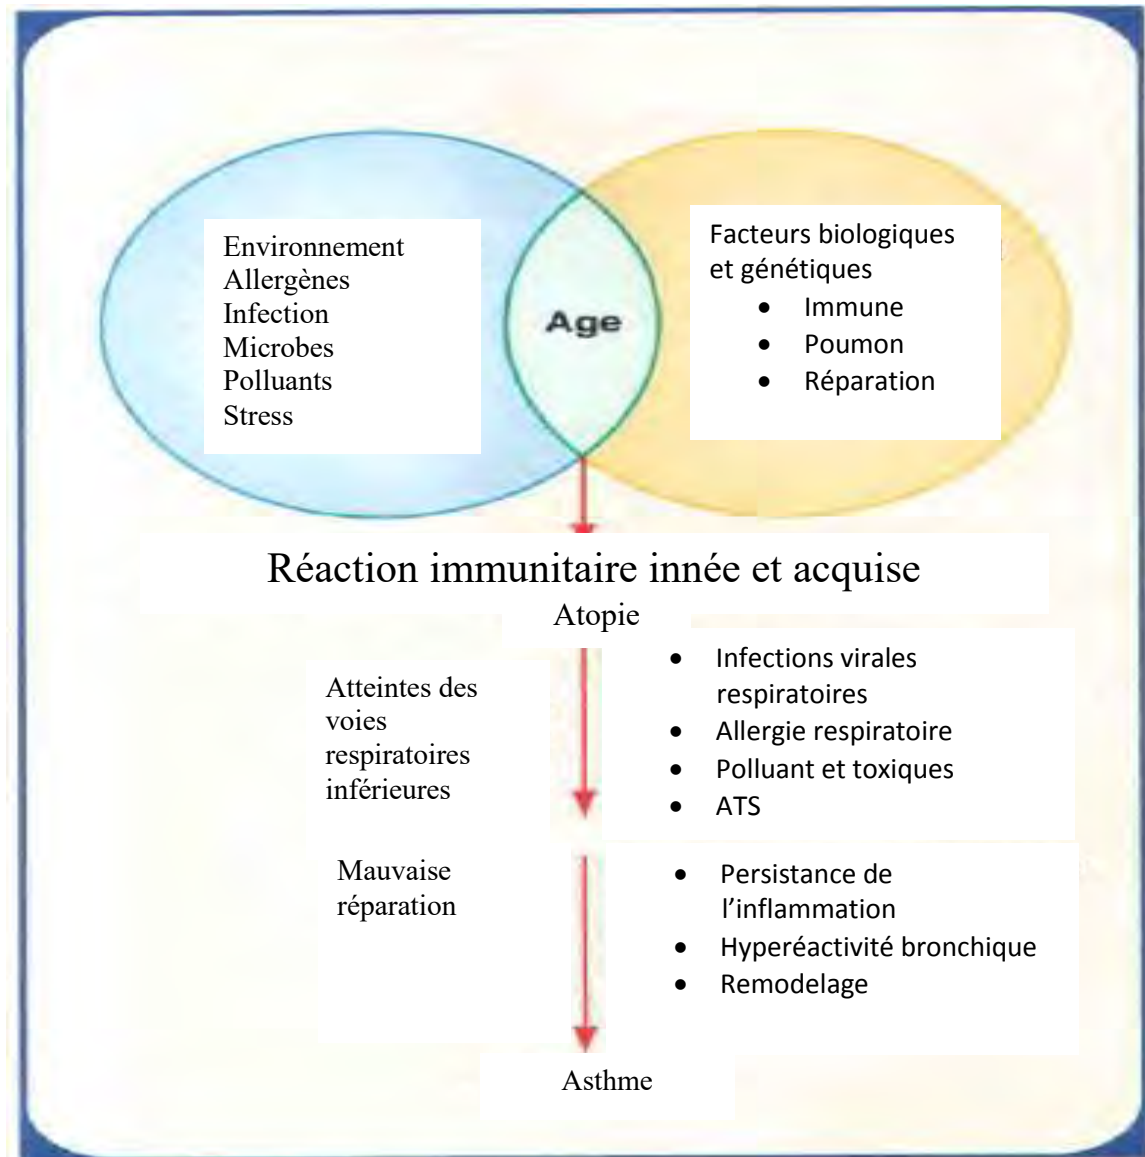 Environnement
Allergènes
Infection
Microbes
Polluants
Stress
Age
Facteurs biologiques
et génétiques
• Immune
• Poumon
• Réparation
Réaction immunitaire innée et acquise
Atopie
Atteintes des
voies
respiratoires
inférieures
• Infections virales
respiratoires
• Allergie respiratoire
• Polluant et toxiques
• ATS
Mauvaise
réparation
• Persistance de
l’inflammation
• Hyperéactivité bronchique
• Remodelage
Asthme